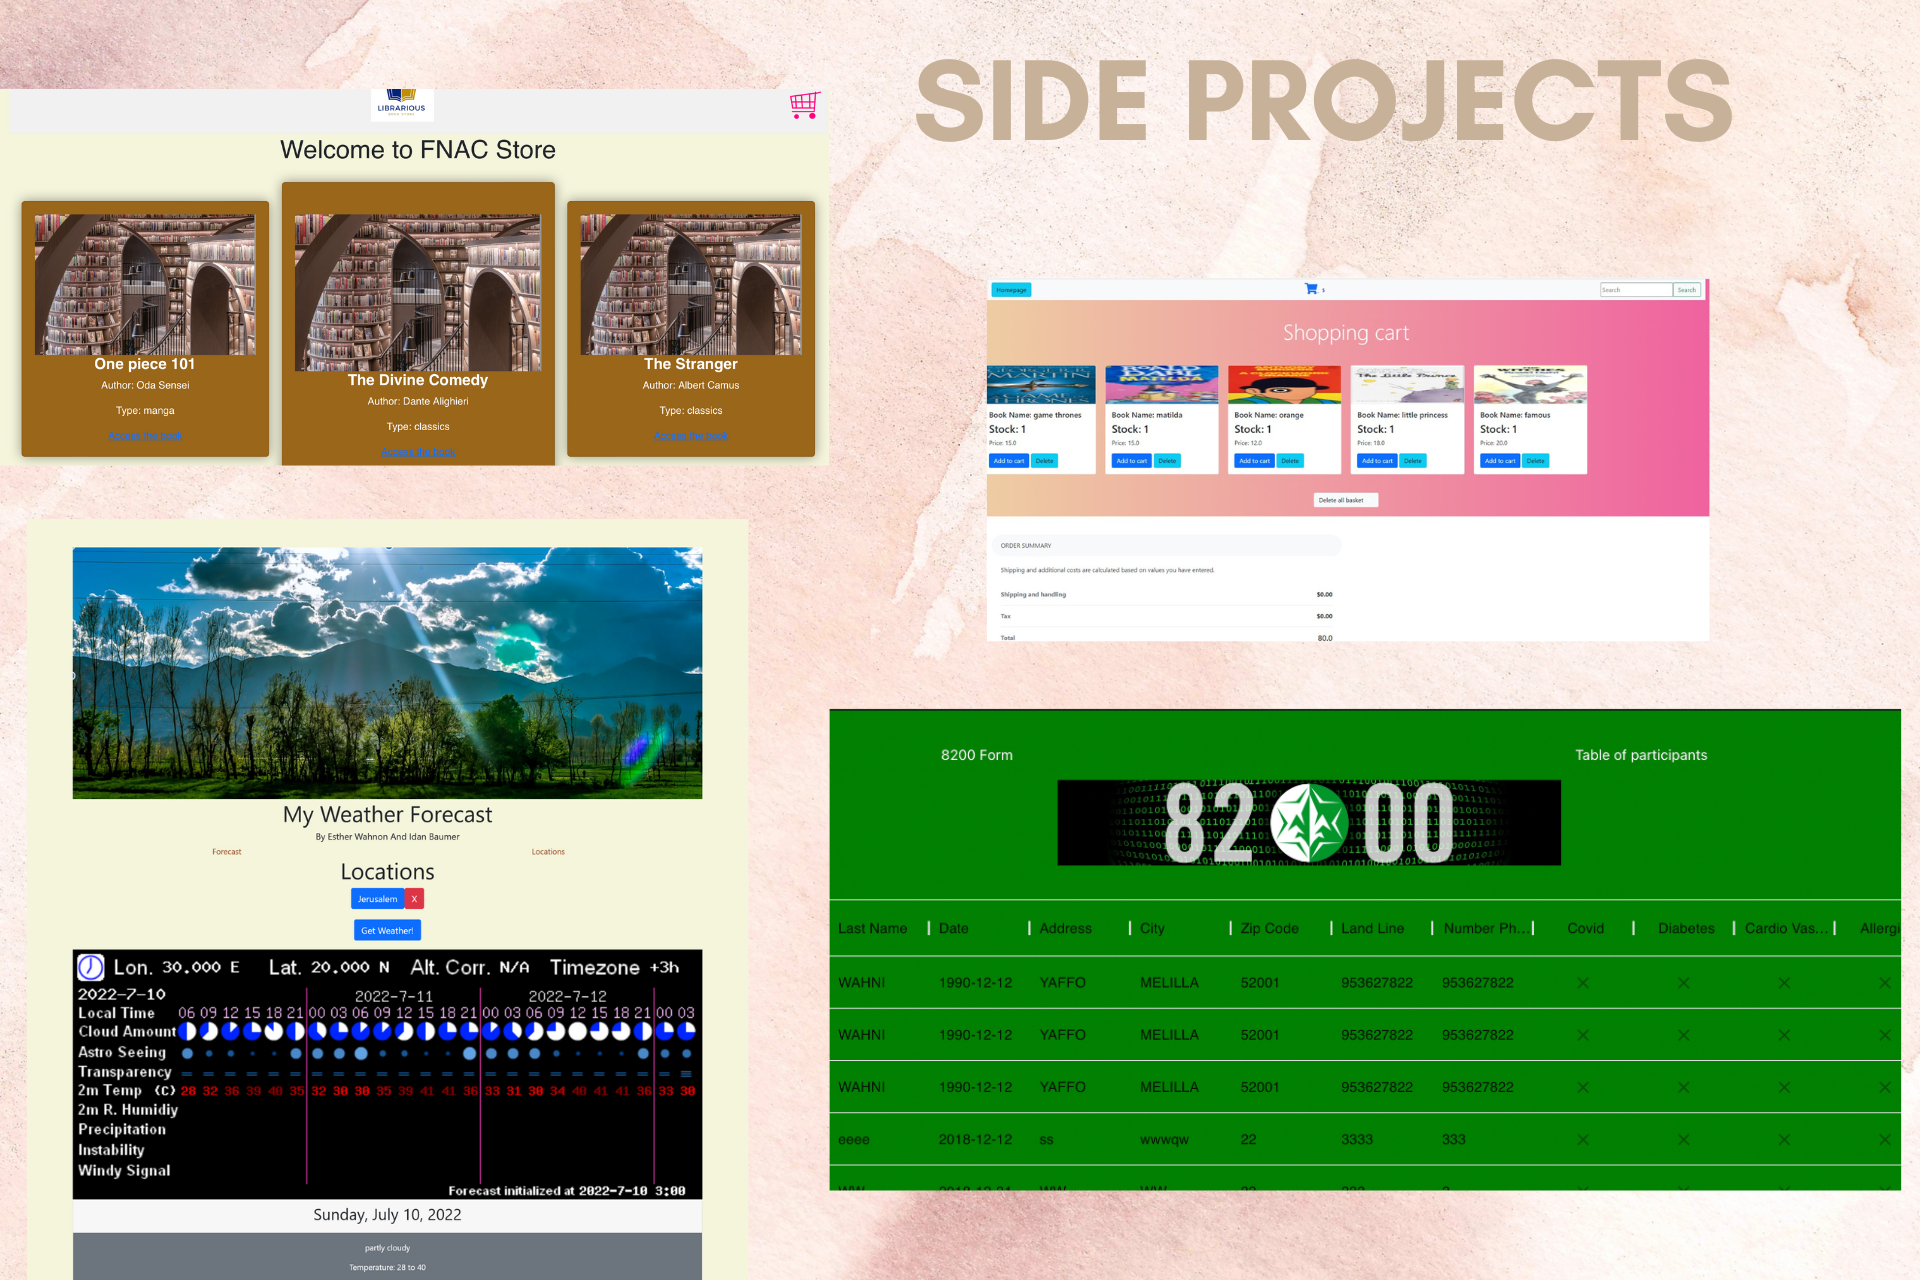 SIDE PROJECTS
LIBRARIOUS
BOOK STORE
Welcome to FNAC Store
One piece 101
Author: Oda Sensei
Type: manga
Access the book
The Divine Comedy
Author: Dante Alighieri
Type: classics
Access the book
The Stranger
Author: Albert Camus
Type: classics
Access the book
Homepage
$
Search
Search
Shopping cart
MATILDA
The Little Prince
Book Name: game thrones
Stock: 1
Price: 15.0
Add to cart Delete
Book Name: matilda
Stock: 1
Price: 15.0
Add to cart Delete
Book Name: orange
Stock: 1
Price: 12.0
Add to cart Delete
Book Name: little princess
Stock: 1
Price: 18.0
Add to cart Delete
Book Name: famous
Stock: 1
Price: 20.0
Add to cart Delete
Delete all basket
ORDER SUMMARY
Shipping and additional costs are calculated based on values you have entered.
Shipping and handling $0.00
Tax $0.00
Total 80.0
My Weather Forecast
By Esther Wahnon And Idan Baumer
Forecast Locations
Locations
Jerusalem X
Get Weather!
Lon. 30.000 E Lat. 20.000 N Alt. Corr. N/A Timezone +3h
2022-7-10 2022-7-11 2022-7-12
Local Time 06 09 12 15 18 21 00 03 06 09 12 15 18 21 00 03 06 09 12 15 18 21 00 03
Cloud Amount
Astro Seeing
Transparency
2m Temp (C) 28 32 36 39 40 35 32 30 30 35 39 41 41 36 33 31 30 34 40 41 41 36 33 30
2m R. Humidiy
Precipitation
Instability
Windy Signal
Forecast initialized at 2022-7-10 3:00
Sunday, July 10, 2022
partly cloudy
Temperature: 28 to 40
8200 Form Table of participants
82 00
Last Name Date Address City Zip Code Land Line Number Ph... Covid Diabetes Cardio Vas... Allergi
WAHNI 1990-12-12 YAFFO MELILLA 52001 953627822 953627822
WAHNI 1990-12-12 YAFFO MELILLA 52001 953627822 953627822
WAHNI 1990-12-12 YAFFO MELILLA 52001 953627822 953627822
eeee 2018-12-12 ss wwwqw 22 3333 333